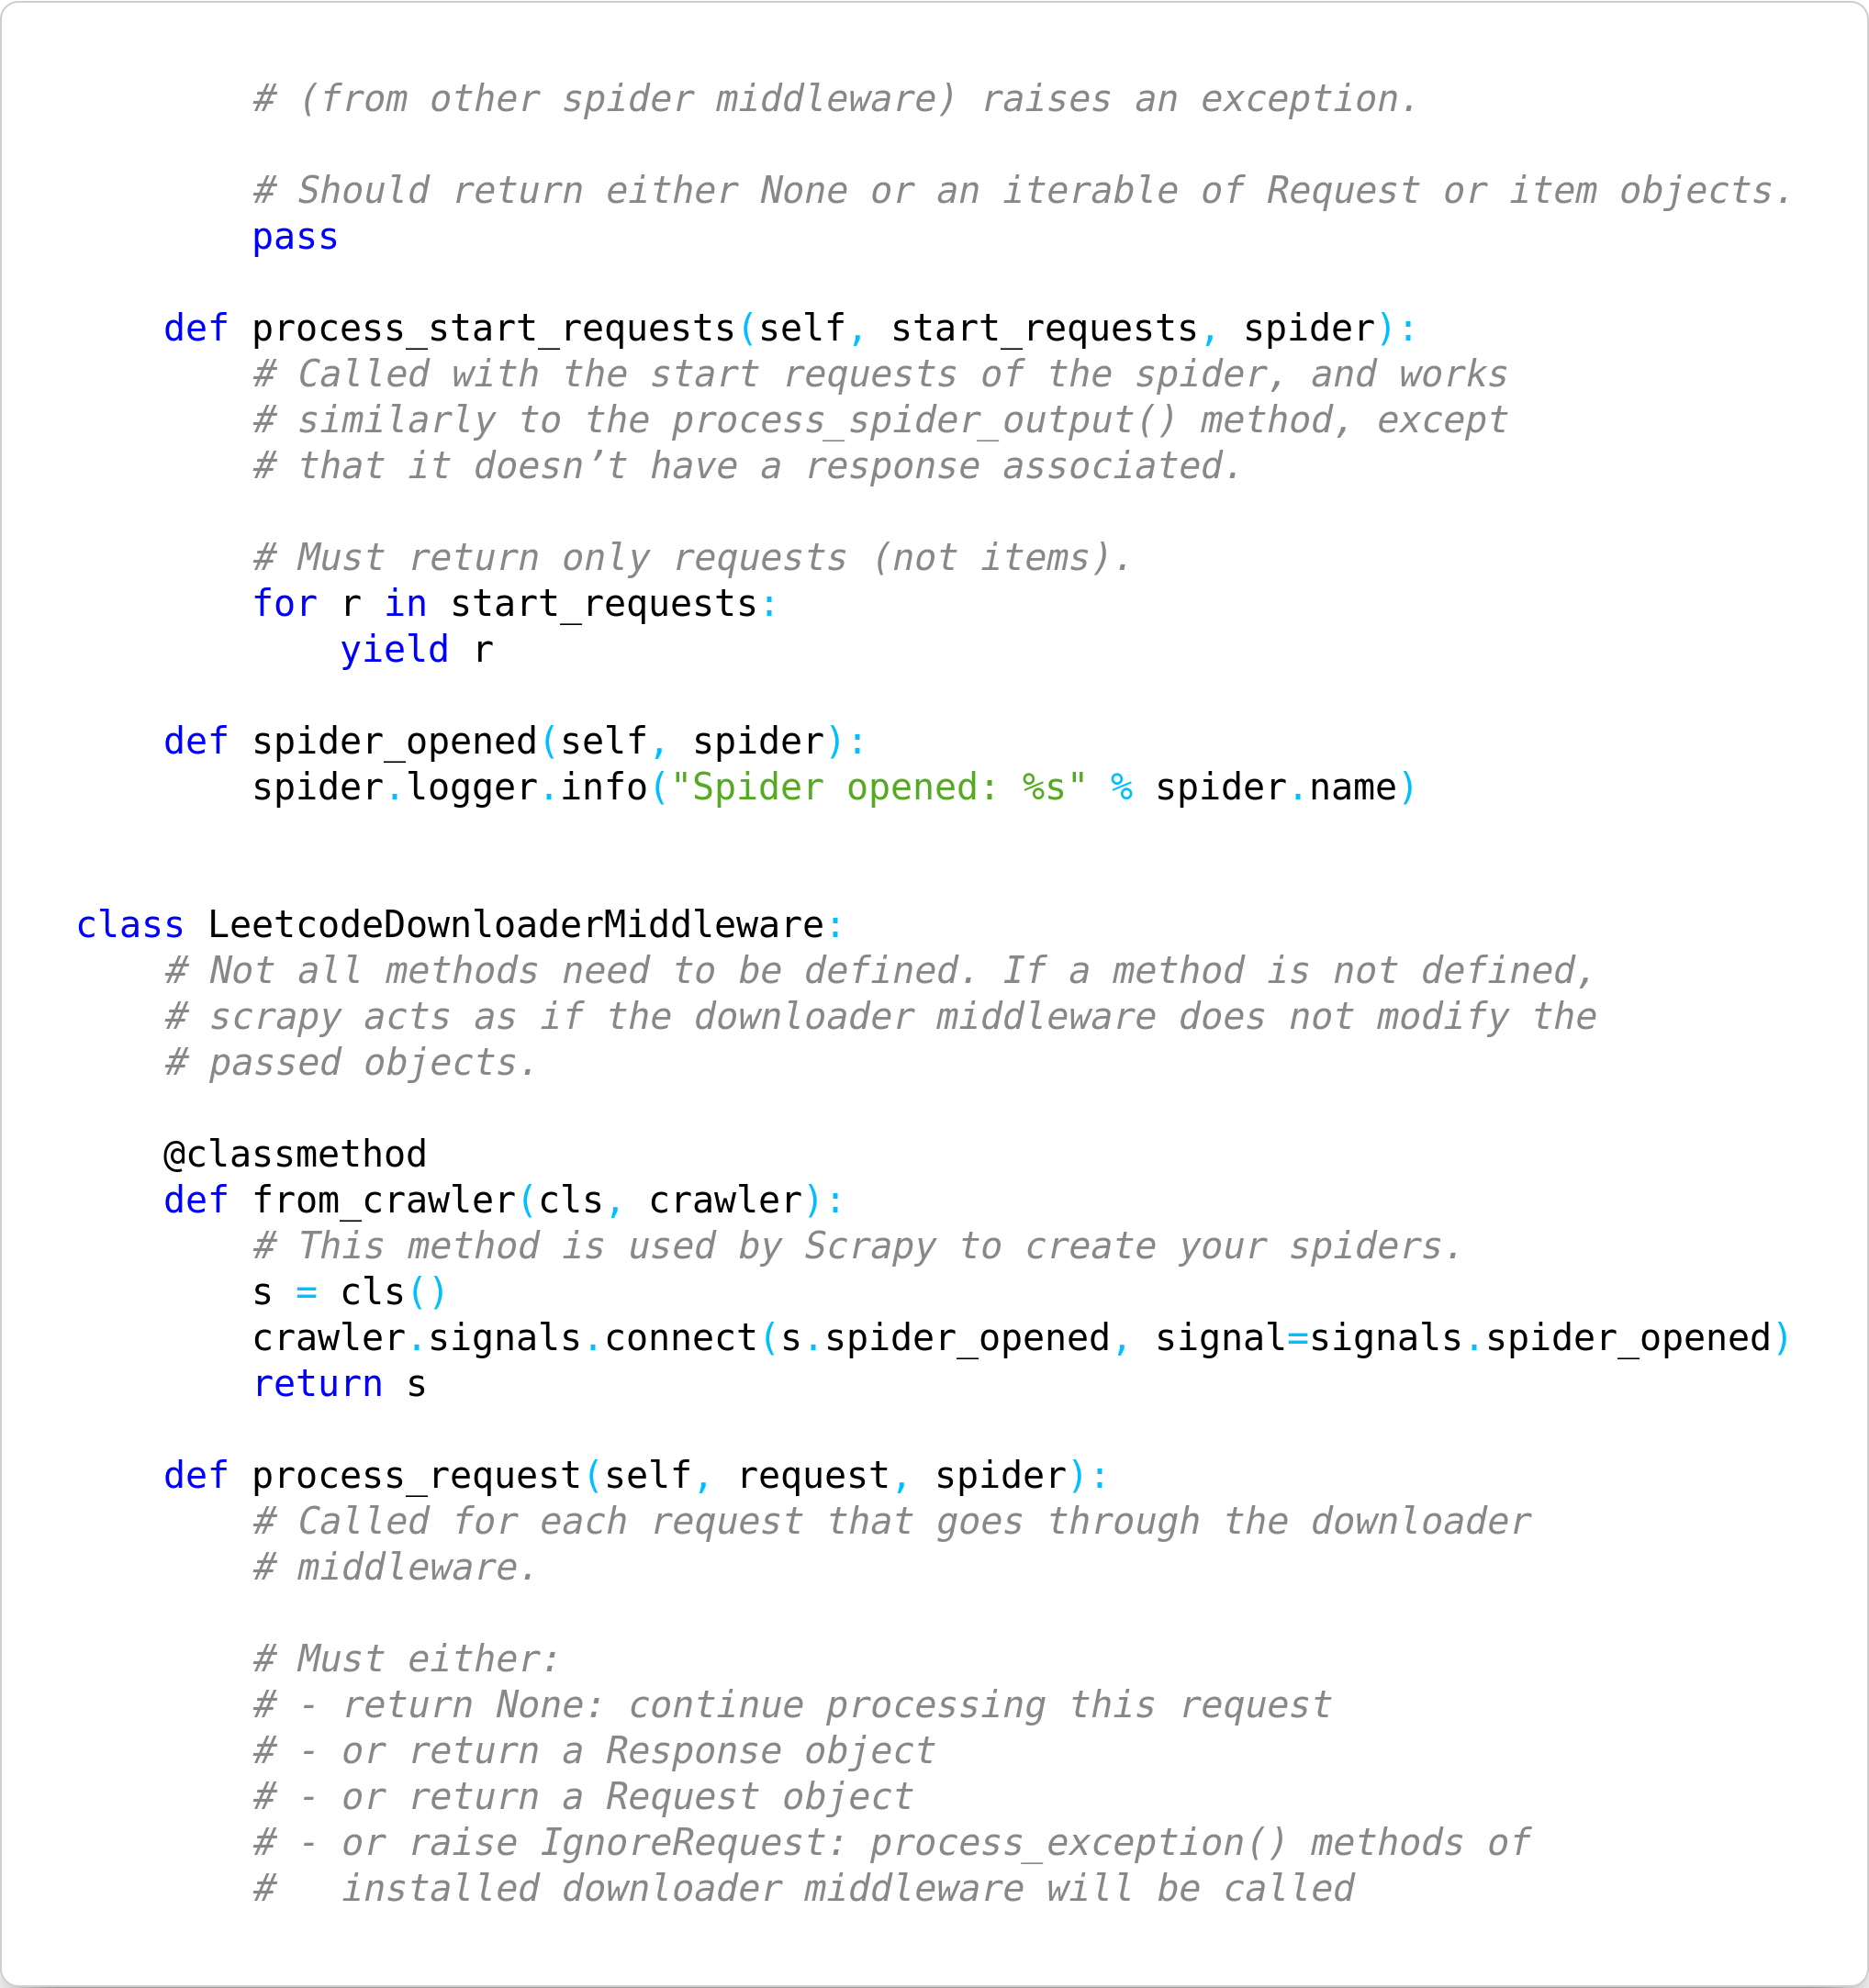 # (from other spider middleware) raises an exception.

# Should return either None or an iterable of Request or item objects.
pass

def process_start_requests(self, start_requests, spider):
# Called with the start requests of the spider, and works
# similarly to the process_spider_output() method, except
# that it doesn’t have a response associated.

# Must return only requests (not items).
for r in start_requests:
yield r

def spider_opened(self, spider):
spider.logger.info("Spider opened: %s" % spider.name)

class LeetcodeDownloaderMiddleware:
# Not all methods need to be defined. If a method is not defined,
# scrapy acts as if the downloader middleware does not modify the
# passed objects.

@classmethod
def from_crawler(cls, crawler):
# This method is used by Scrapy to create your spiders.
s = cls()
crawler.signals.connect(s.spider_opened, signal=signals.spider_opened)
return s

def process_request(self, request, spider):
# Called for each request that goes through the downloader
# middleware.

# Must either:
# - return None: continue processing this request
# - or return a Response object
# - or return a Request object
# - or raise IgnoreRequest: process_exception() methods of
#   installed downloader middleware will be called